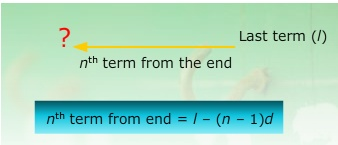 ?
Last term (l)
nth term from the end
nth term from end = l – (n – 1)d